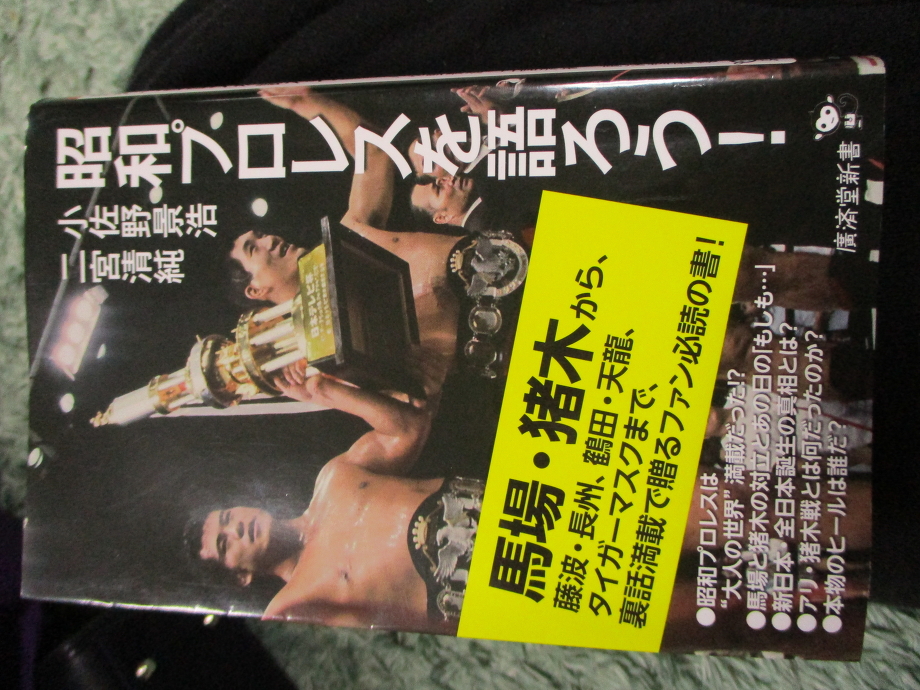 昭和プロレスを語ろう！
小佐野景浩
二宮清純
廣済堂新書
日本テレビ
馬場・猪木から、
藤波・長州、鶴田・天龍、
タイガーマスクまで、
裏話満載で贈るファン必読の書！
●昭和プロレスは
“大人の世界”満載だった!?
●馬場と猪木の対立とあの日の「もしも…」
●新日本、全日本誕生の真相とは？
●アリ・猪木戦とは何だったのか？
●本物のヒールは誰だ？